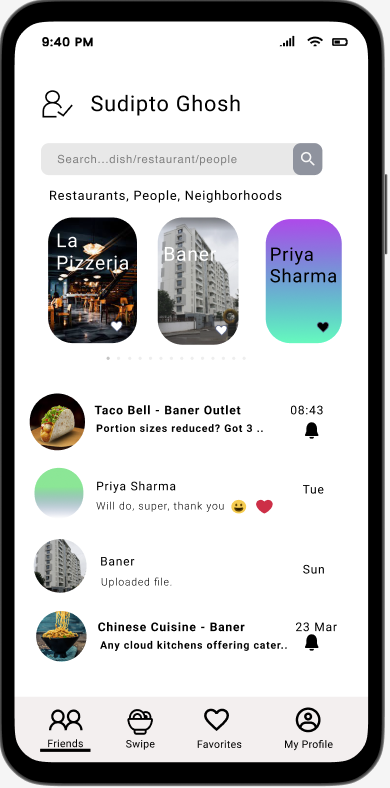 9:40 PM
Sudipto Ghosh
Search...dish/restaurant/people
Restaurants, People, Neighborhoods
La
Pizzeria
Baner
Priya
Sharma
Taco Bell - Baner Outlet
08:43
Portion sizes reduced? Got 3 ..
Priya Sharma
Tue
Will do, super, thank you 😀 ❤️
Baner
Sun
Uploaded file.
Chinese Cuisine - Baner
23 Mar
Any cloud kitchens offering cater..
Friends
Swipe
Favorites
My Profile